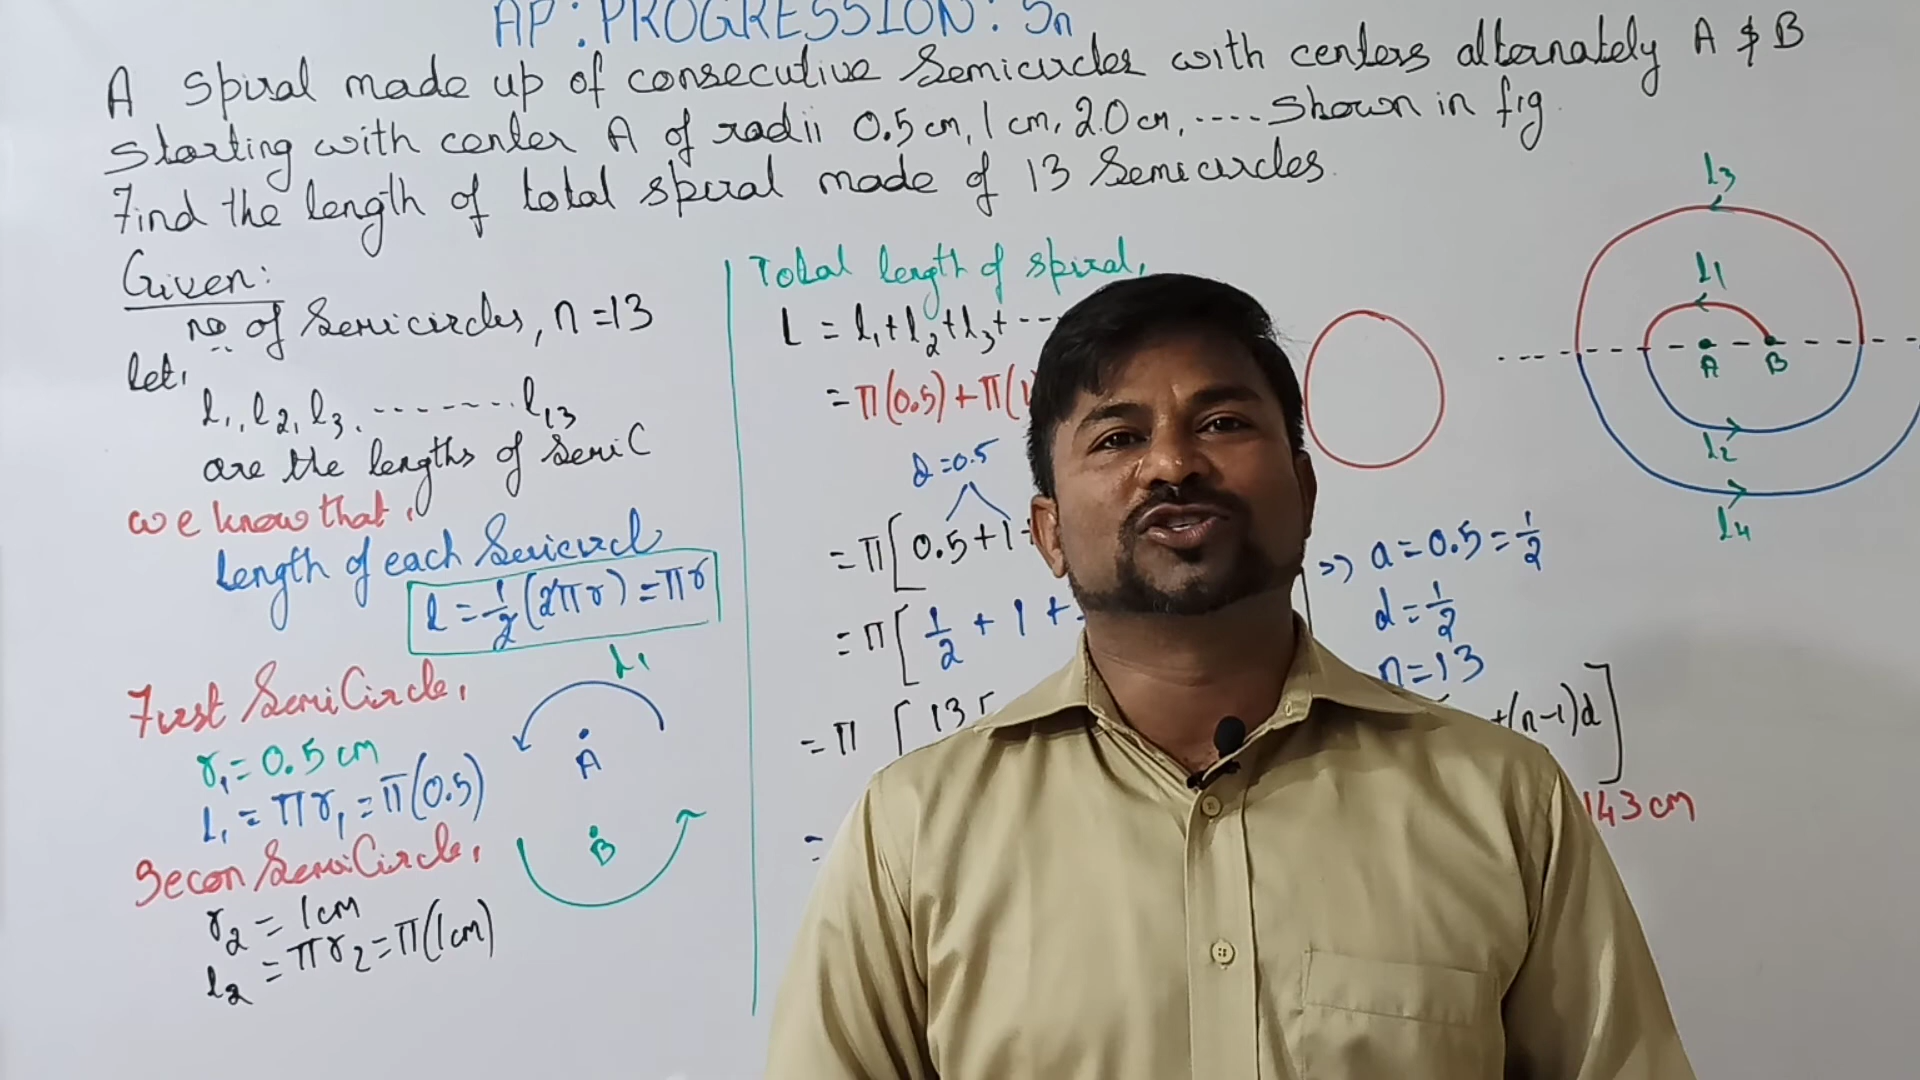 AP: PROGRESSION: Sn
A spiral made up of consecutive semicircles with centers alternately A & B
starting with center A of radii 0.5 cm, 1 cm, 2.0 cm, .... shown in fig.
Find the length of total spiral made of 13 semicircles.
Given:
no of semicircles, n = 13
let,
l1, l2, l3, ........ l13
are the lengths of semi C
we know that,
length of each semicircl
l = 1/2 (2πr) = πr
First SemiCircle,
r1 = 0.5 cm
L1 = πr1 = π(0.5)
Secon SemiCircle,
r2 = 1cm
l2 = πr2 = π(1cm)
l1
A
B
Total length of spiral,
L = l1 + l2 + l3 + ...
= π(0.5) + π(1
d = 0.5
= π[0.5 + 1 +
= π[1/2 + 1 +
= π [13
=
=>> a = 0.5 = 1/2
d = 1/2
n = 13
+(n-1)d]
143 cm
l3
l1
A B
l2
l4